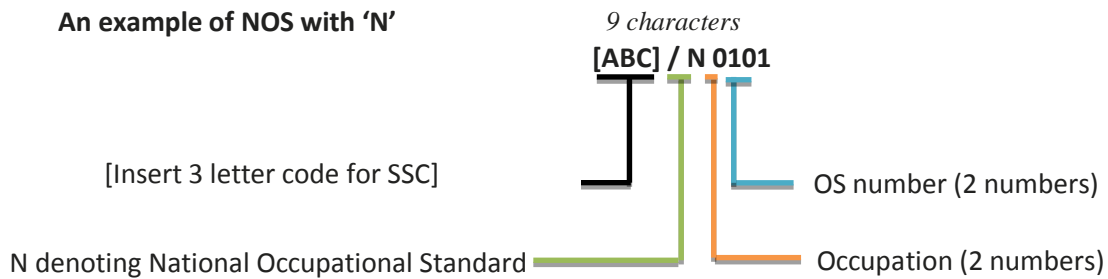 An example of NOS with ‘N’
9 characters
[ABC] / N 0101
[Insert 3 letter code for SSC]
OS number (2 numbers)
N denoting National Occupational Standard
Occupation (2 numbers)